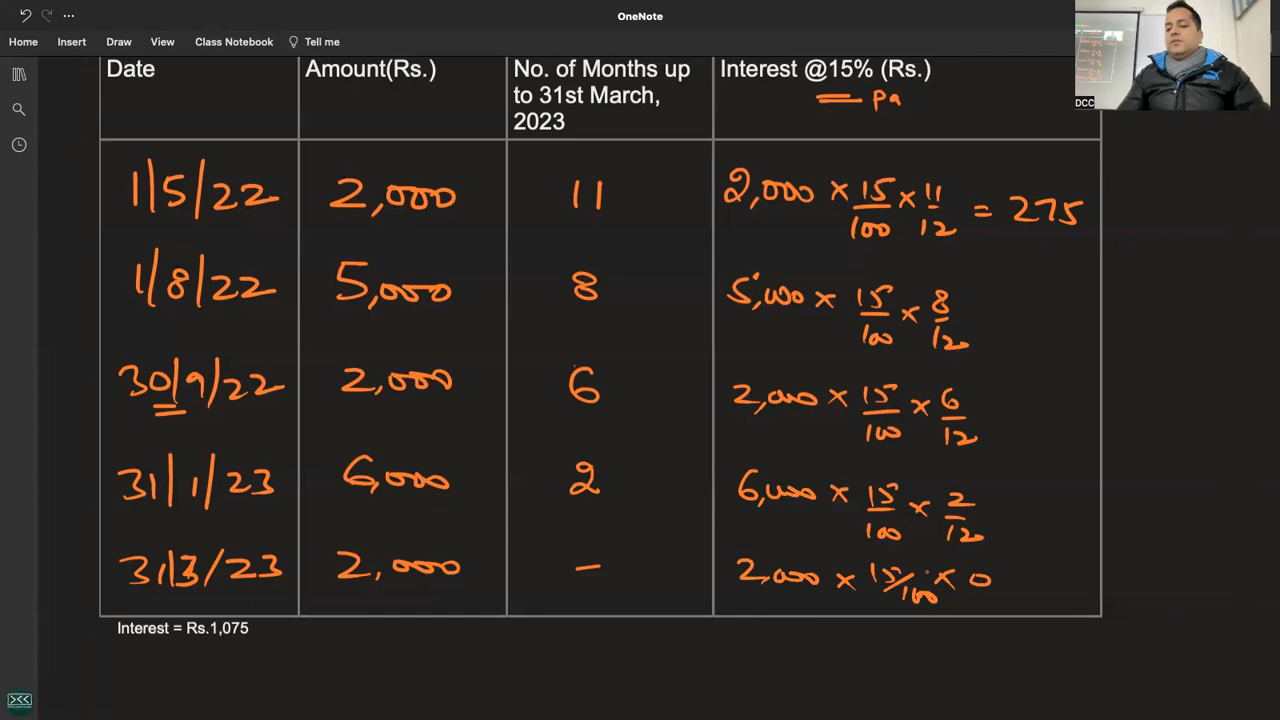 OneNote
Home Insert Draw View Class Notebook Tell me
Date Amount(Rs.) No. of Months up to 31st March, 2023 Interest @15% (Rs.)
pa
1/5/22 2,000 11 2,000 × 15/100 × 11/12 = 275
1/8/22 5,000 8 5,000 × 15/100 × 8/12
30/9/22 2,000 6 2,000 × 15/100 × 6/12
31/1/23 6,000 2 6,000 × 15/100 × 2/12
31/3/23 2,000 – 2,000 × 15/100 × 0
Interest = Rs.1,075
DCC